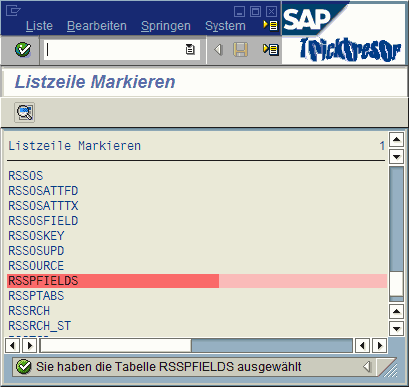 Liste Bearbeiten Springen System
SAP
TrickTresor
Listzeile Markieren
Listzeile Markieren 1
RSSOS
RSSOSATTFD
RSSOSATTTX
RSSOSFIELD
RSSOSKEY
RSSOSUPD
RSSOURCE
RSSPFIELDS
RSSPTABS
RSSRCH
RSSRCH_ST
Sie haben die Tabelle RSSPFIELDS ausgewählt